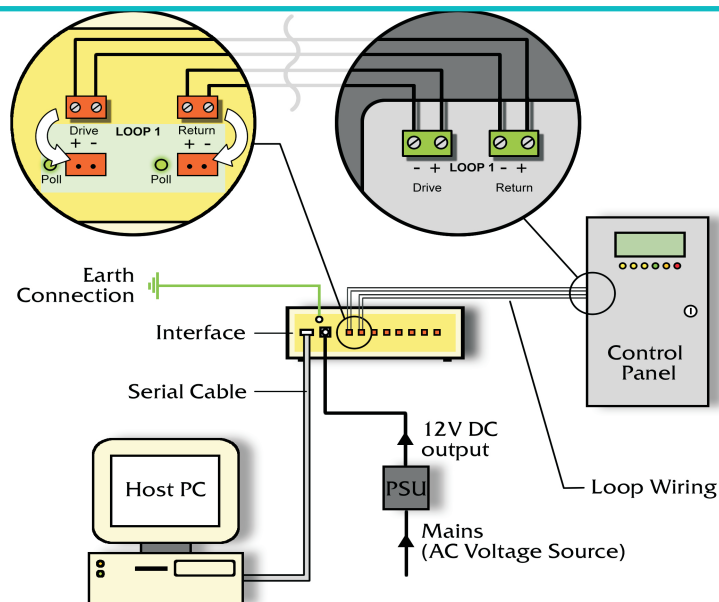 Drive LOOP 1 Return
+ - + -
Poll Poll
- + LOOP 1 - +
Drive Return
Earth
Connection
Interface
Serial Cable
Control
Panel
12V DC
output
Host PC
PSU
Loop Wiring
Mains
(AC Voltage Source)